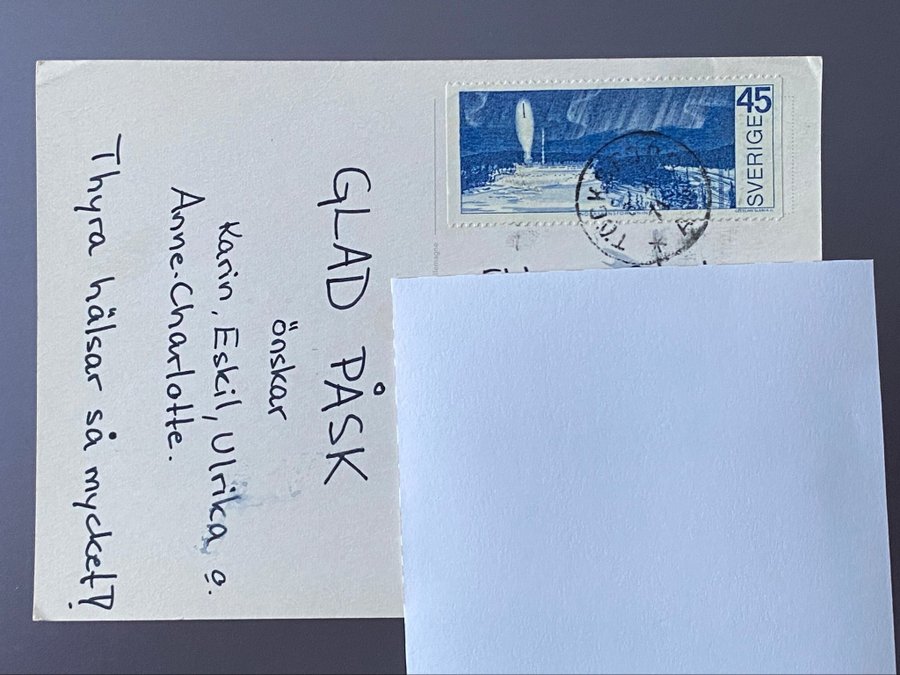 GLAD PÅSK
önskar
Karin, Eskil, Ulrika o.
Anne-Charlotte.
Thyra hälsar så mycket!
45
SVERIGE